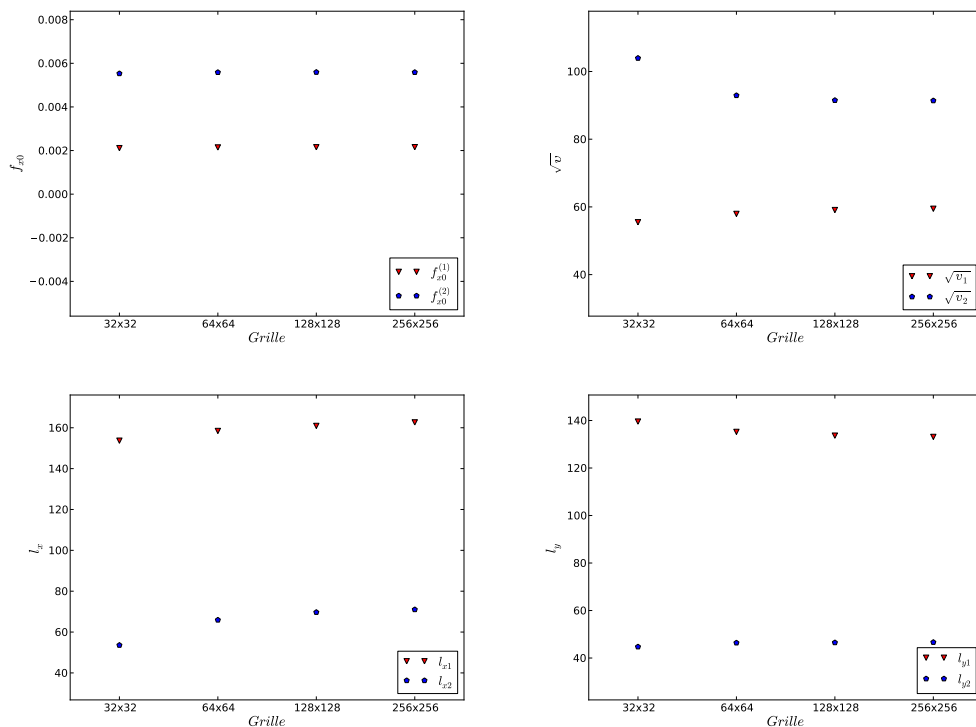 0.008
0.006
0.004
0.002
0.000
−0.002
−0.004
f_{x0}
32x32 64x64 128x128 256x256
Grille
f_{x0}^{(1)}
f_{x0}^{(2)}
100
80
60
40
√v
32x32 64x64 128x128 256x256
Grille
√v_1
√v_2
160
140
120
100
80
60
40
l_x
32x32 64x64 128x128 256x256
Grille
l_{x1}
l_{x2}
140
120
100
80
60
40
l_y
32x32 64x64 128x128 256x256
Grille
l_{y1}
l_{y2}